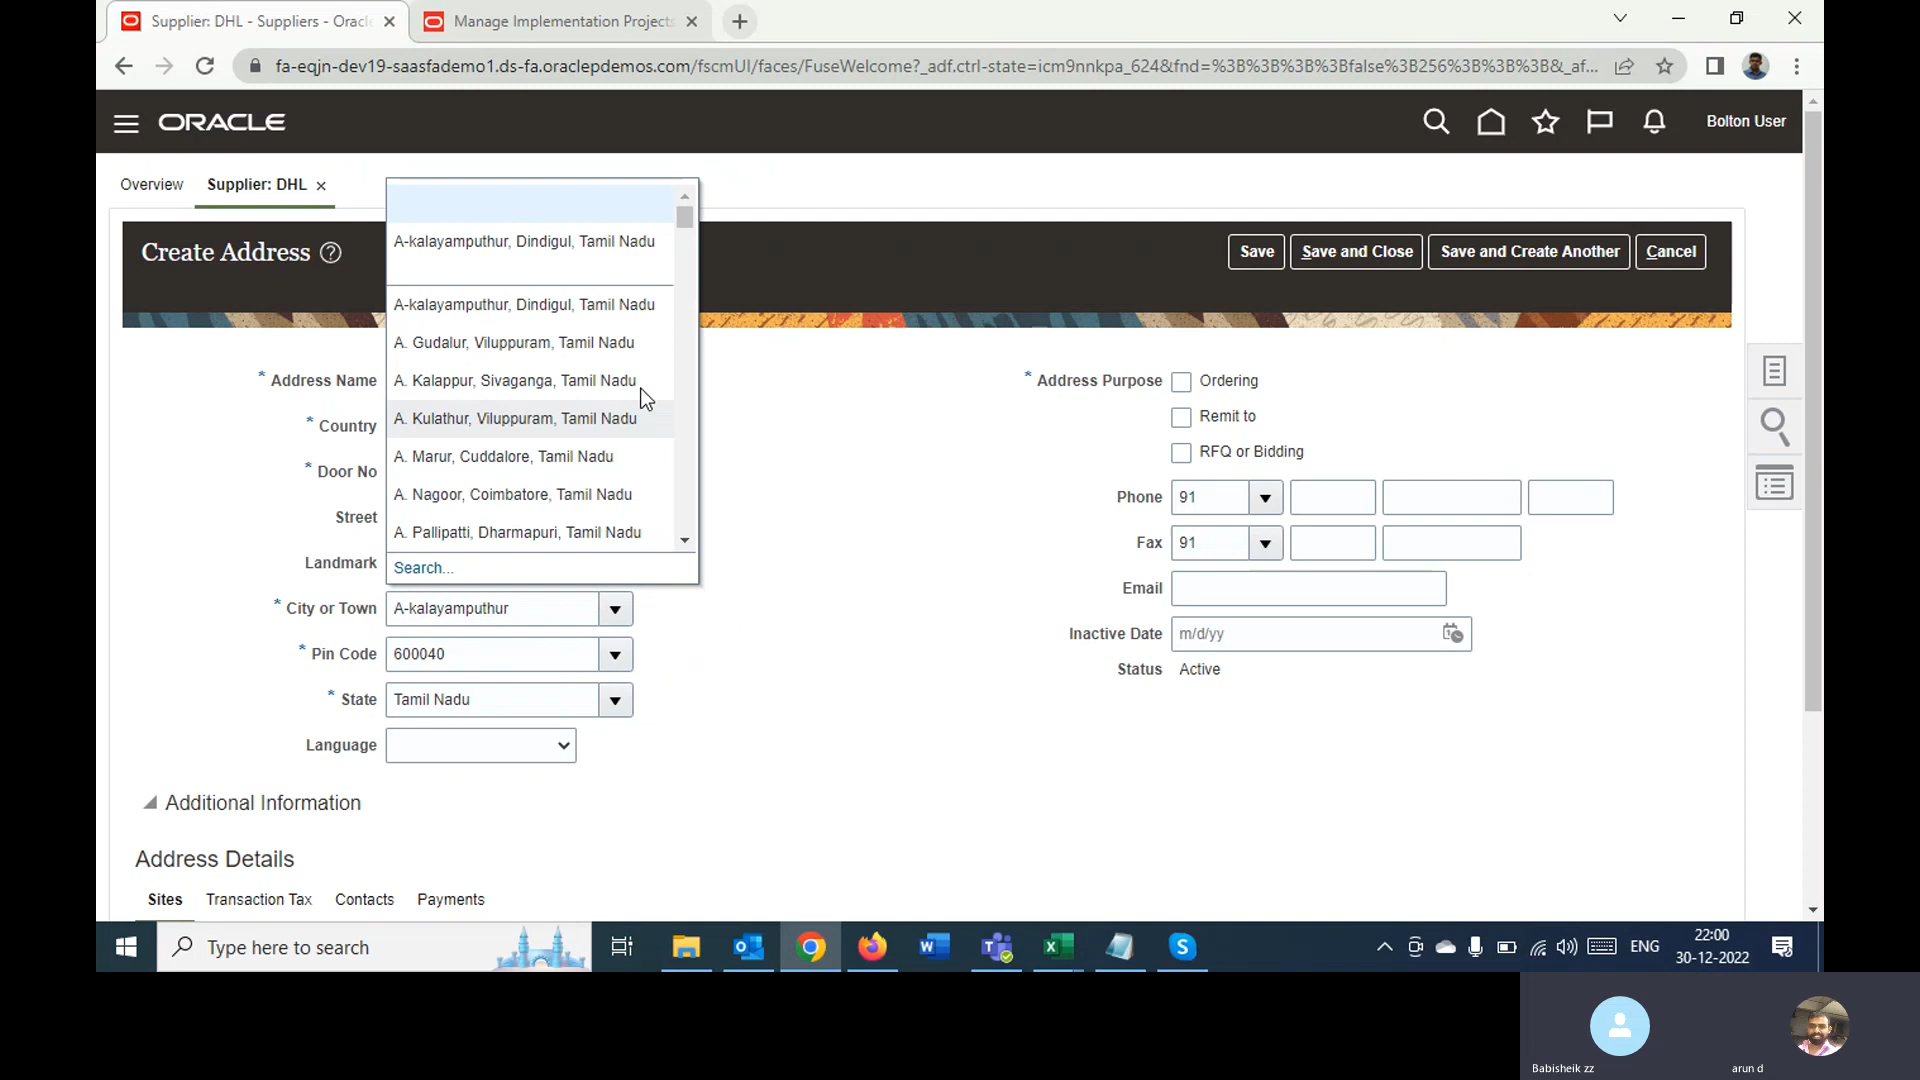 Supplier: DHL - Suppliers - Oracle
Manage Implementation Projects
fa-eqjn-dev19-saasfademo1.ds-fa.oraclepdemos.com/fscmUI/faces/FuseWelcome?_adf.ctrl-state=icm9nnkpa_624&fnd=%3B%3B%3B%3Bfalse%3B256%3B%3B%3B&_af...
ORACLE
Bolton User
Overview
Supplier: DHL
Create Address
Save
Save and Close
Save and Create Another
Cancel
A-kalayamputhur, Dindigul, Tamil Nadu
A-kalayamputhur, Dindigul, Tamil Nadu
A. Gudalur, Viluppuram, Tamil Nadu
A. Kalappur, Sivaganga, Tamil Nadu
A. Kulathur, Viluppuram, Tamil Nadu
A. Marur, Cuddalore, Tamil Nadu
A. Nagoor, Coimbatore, Tamil Nadu
A. Pallipatti, Dharmapuri, Tamil Nadu
Search...
* Address Name
* Country
* Door No
Street
Landmark
* City or Town A-kalayamputhur
* Pin Code 600040
* State Tamil Nadu
Language
* Address Purpose Ordering
Remit to
RFQ or Bidding
Phone 91
Fax 91
Email
Inactive Date m/d/yy
Status Active
Additional Information
Address Details
Sites Transaction Tax Contacts Payments
Type here to search
ENG
22:00
30-12-2022
Babisheik zz
arun d